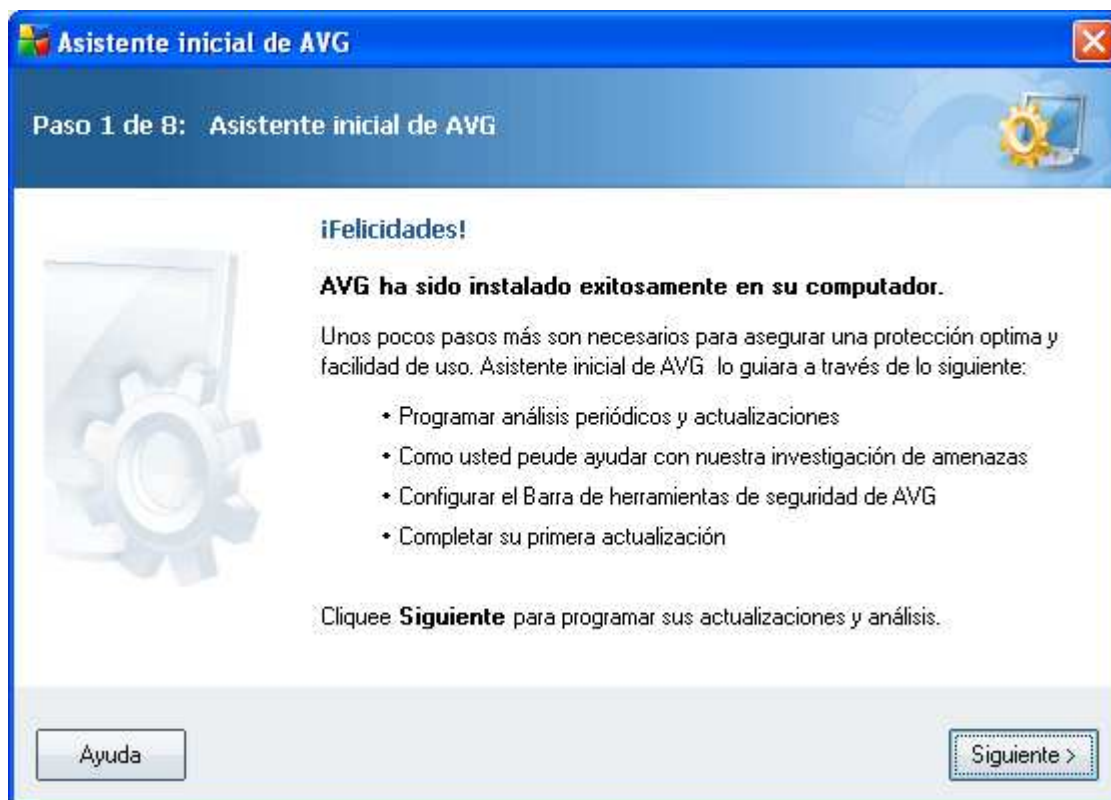 Asistente inicial de AVG
Paso 1 de 8: Asistente inicial de AVG
¡Felicidades!
AVG ha sido instalado exitosamente en su computador.
Unos pocos pasos más son necesarios para asegurar una protección optima y
facilidad de uso. Asistente inicial de AVG lo guiara a través de lo siguiente:
• Programar análisis periódicos y actualizaciones
• Como usted peude ayudar con nuestra investigación de amenazas
• Configurar el Barra de herramientas de seguridad de AVG
• Completar su primera actualización
Cliquee Siguiente para programar sus actualizaciones y análisis.
Ayuda
Siguiente >